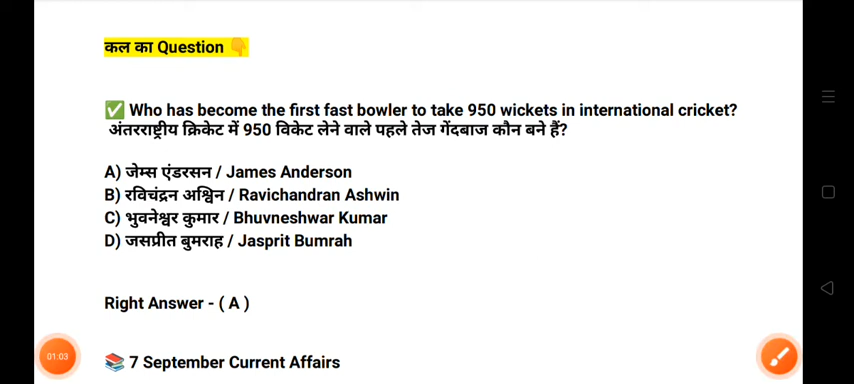 कल का Question 👇
✅ Who has become the first fast bowler to take 950 wickets in international cricket?
अंतरराष्ट्रीय क्रिकेट में 950 विकेट लेने वाले पहले तेज गेंदबाज कौन बने हैं?
A) जेम्स एंडरसन / James Anderson
B) रविचंद्रन अश्विन / Ravichandran Ashwin
C) भुवनेश्वर कुमार / Bhuvneshwar Kumar
D) जसप्रीत बुमराह / Jasprit Bumrah
Right Answer - ( A )
01:03
📚 7 September Current Affairs